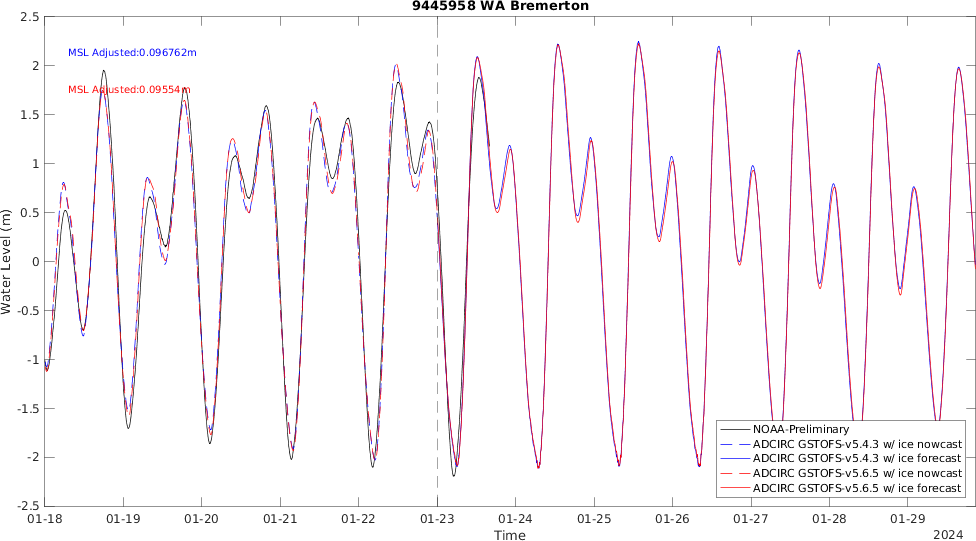 9445958 WA Bremerton
2.5
2
1.5
1
0.5
0
-0.5
-1
-1.5
-2
-2.5
Water Level (m)
MSL Adjusted:0.096762m
MSL Adjusted:0.09554m
NOAA-Preliminary
ADCIRC GSTOFS-v5.4.3 w/ ice nowcast
ADCIRC GSTOFS-v5.4.3 w/ ice forecast
ADCIRC GSTOFS-v5.6.5 w/ ice nowcast
ADCIRC GSTOFS-v5.6.5 w/ ice forecast
01-18 01-19 01-20 01-21 01-22 01-23 01-24 01-25 01-26 01-27 01-28 01-29
Time
2024